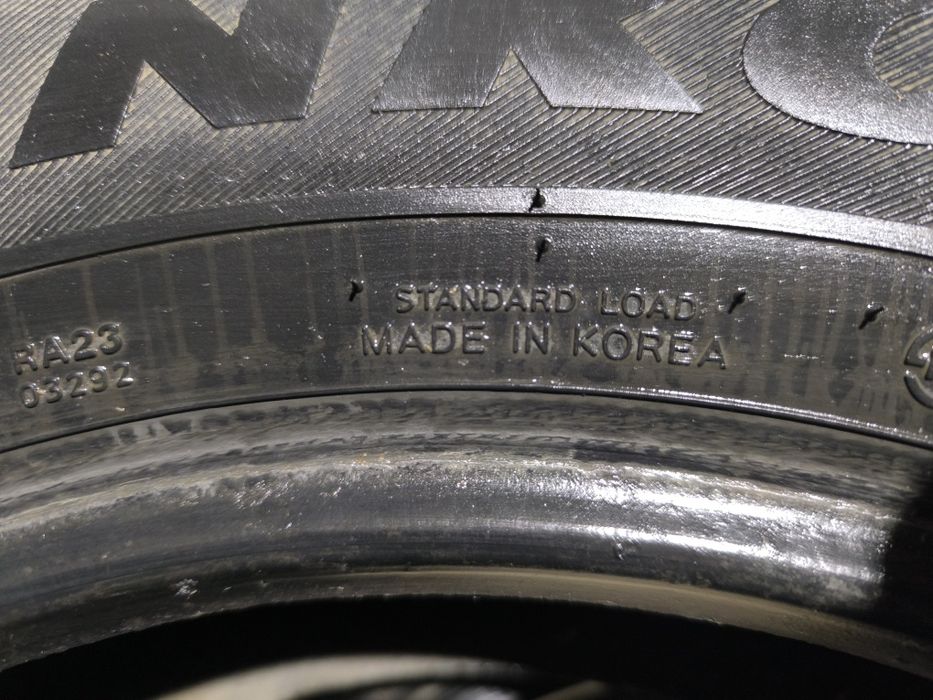 STANDARD LOAD
MADE IN KOREA
RA23
03292